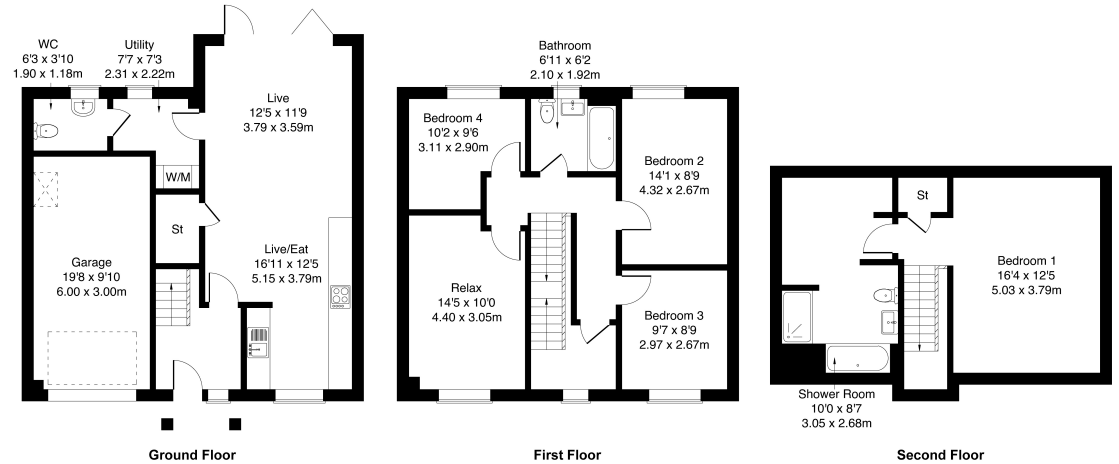 WC
6'3 x 3'10
1.90 x 1.18m
Utility
7'7 x 7'3
2.31 x 2.22m
Live
12'5 x 11'9
3.79 x 3.59m
W/M
St
Live/Eat
16'11 x 12'5
5.15 x 3.79m
Garage
19'8 x 9'10
6.00 x 3.00m
Ground Floor
Bathroom
6'11 x 6'2
2.10 x 1.92m
Bedroom 4
10'2 x 9'6
3.11 x 2.90m
Bedroom 2
14'1 x 8'9
4.32 x 2.67m
Relax
14'5 x 10'0
4.40 x 3.05m
Bedroom 3
9'7 x 8'9
2.97 x 2.67m
First Floor
St
Bedroom 1
16'4 x 12'5
5.03 x 3.79m
Shower Room
10'0 x 8'7
3.05 x 2.68m
Second Floor